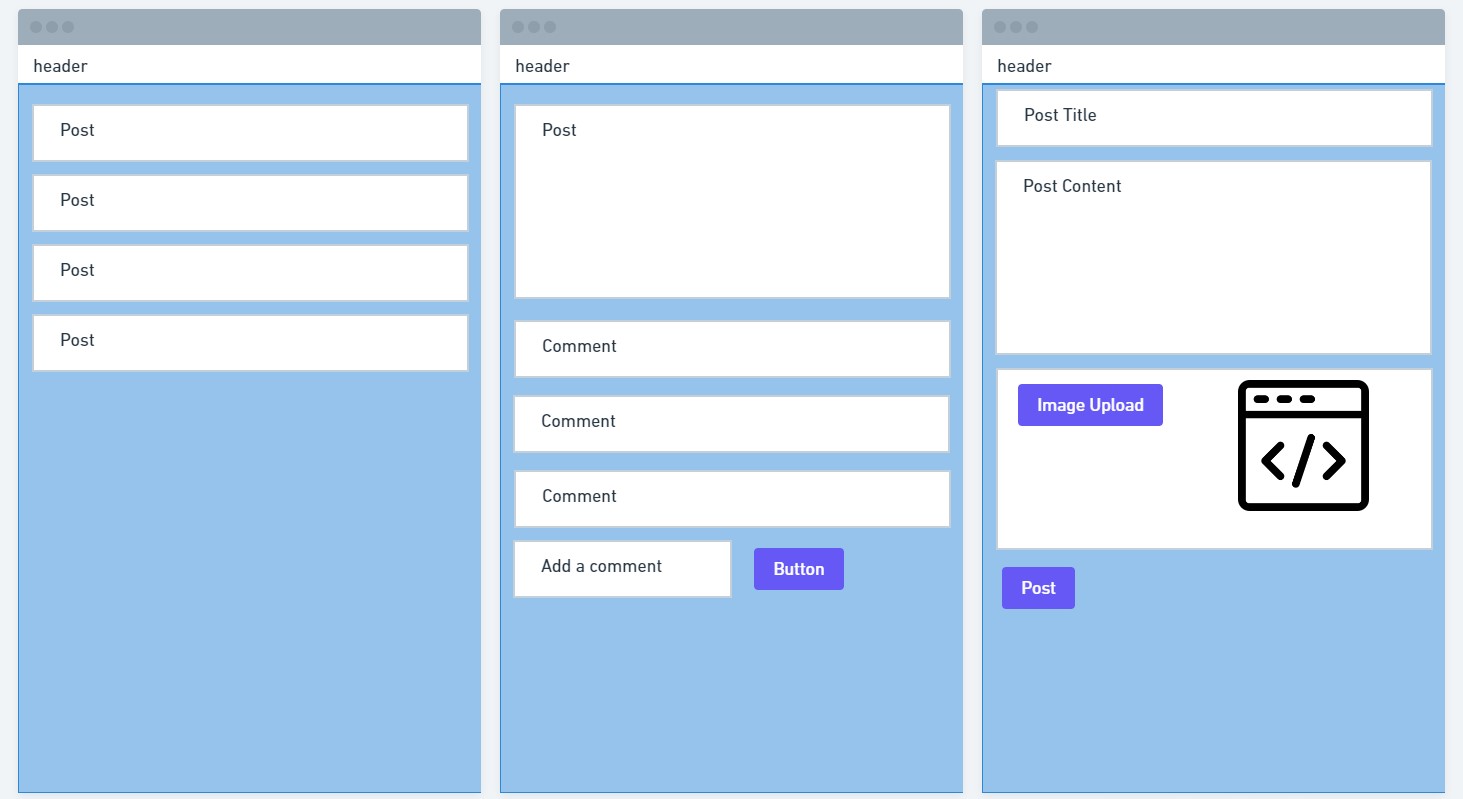 header
Post
Post
Post
Post
header
Post
Comment
Comment
Comment
Add a comment
Button
header
Post Title
Post Content
Image Upload
</>
Post